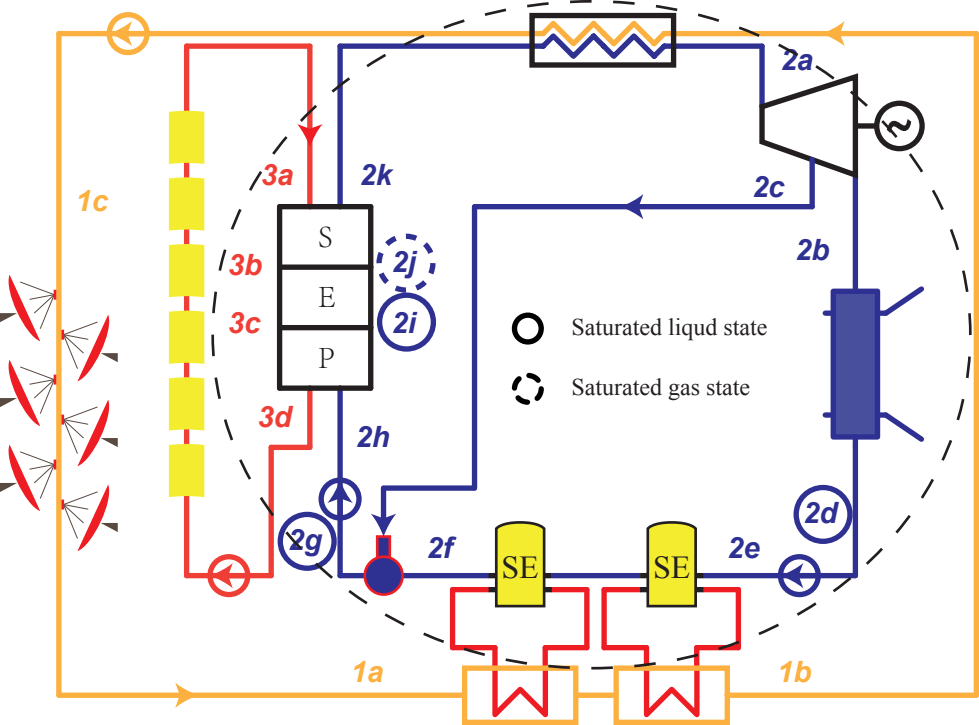 2a
1c
3a
2k
2c
S
3b
2j
2b
E
3c
2i
Saturated liqud state
P
Saturated gas state
3d
2h
2d
2g
2f
SE
SE
2e
1a
1b